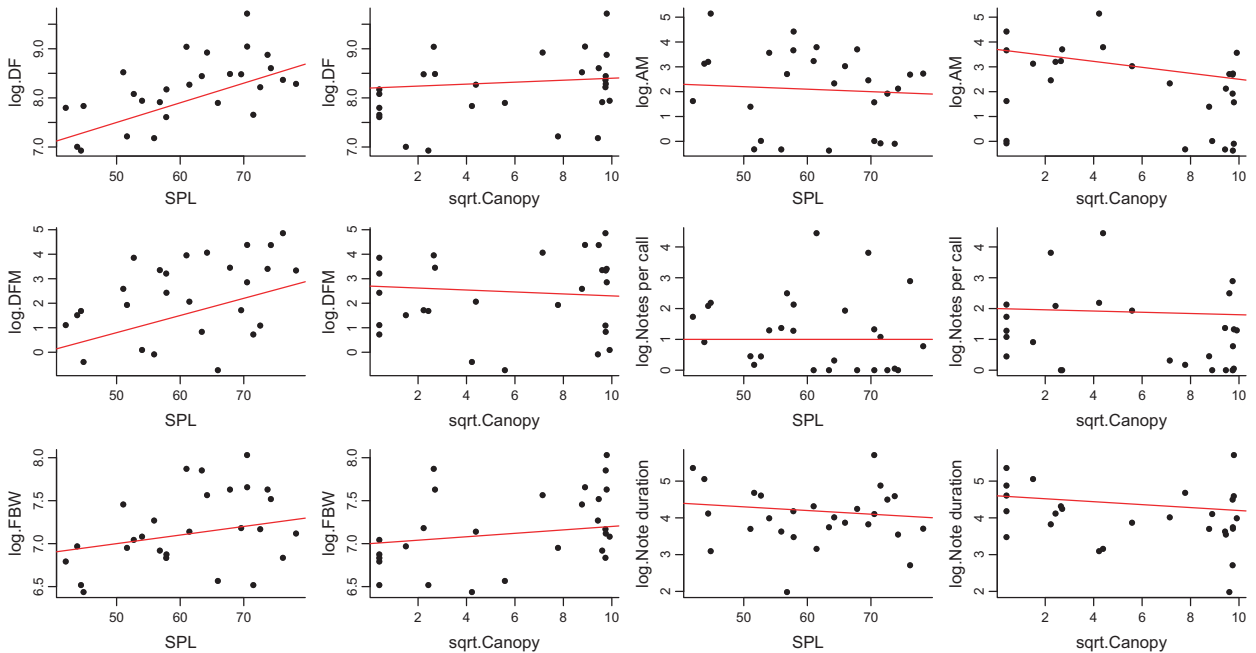 log.DF
7.0 8.0 9.0
50 60 70
SPL
log.DF
7.0 8.0 9.0
2 4 6 8 10
sqrt.Canopy
log.AM
0 1 2 3 4 5
50 60 70
SPL
log.AM
0 1 2 3 4 5
2 4 6 8 10
sqrt.Canopy
log.DFM
0 1 2 3 4 5
50 60 70
SPL
log.DFM
0 1 2 3 4 5
2 4 6 8 10
sqrt.Canopy
log.Notes per call
0 1 2 3 4
50 60 70
SPL
log.Notes per call
0 1 2 3 4
2 4 6 8 10
sqrt.Canopy
log.FBW
6.5 7.0 7.5 8.0
50 60 70
SPL
log.FBW
6.5 7.0 7.5 8.0
2 4 6 8 10
sqrt.Canopy
log.Note duration
2 3 4 5
50 60 70
SPL
log.Note duration
2 3 4 5
2 4 6 8 10
sqrt.Canopy